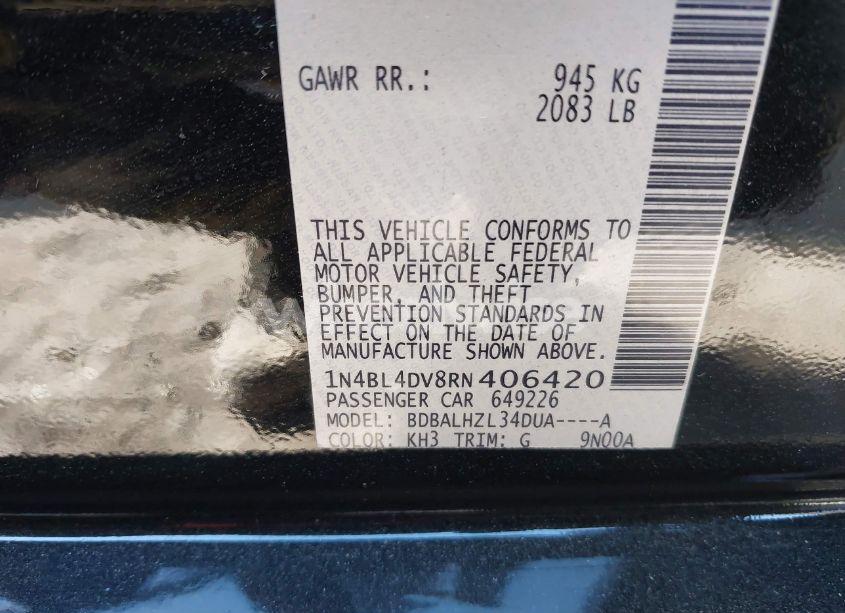 GAWR RR.: 945 KG
2083 LB
THIS VEHICLE CONFORMS TO
ALL APPLICABLE FEDERAL
MOTOR VEHICLE SAFETY,
BUMPER, AND THEFT
PREVENTION STANDARDS IN
EFFECT ON THE DATE OF
MANUFACTURE SHOWN ABOVE.
1N4BL4DV8RN406420
PASSENGER CAR 649226
MODEL: BDBALHZL34DUA----A
COLOR: KH3 TRIM: G 9N00A